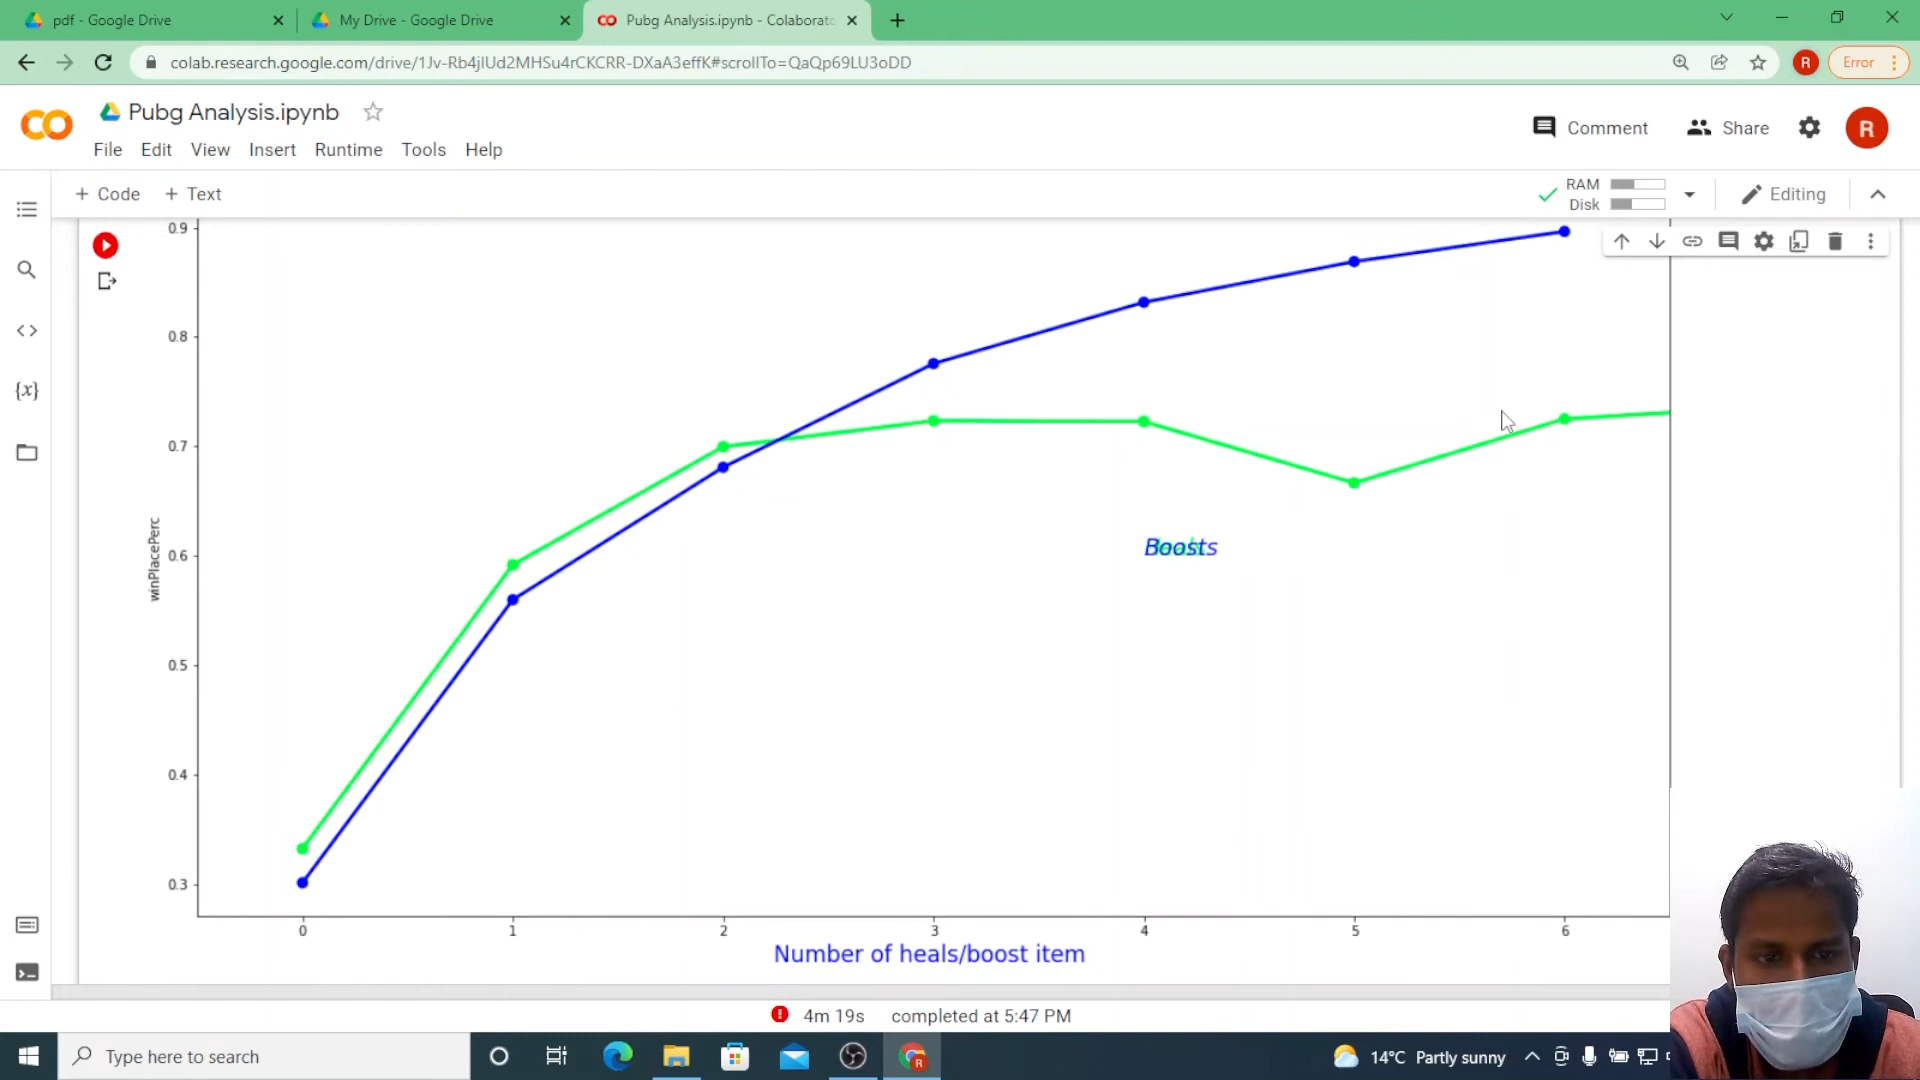 pdf - Google Drive
My Drive - Google Drive
Pubg Analysis.ipynb - Colaborato
colab.research.google.com/drive/1Jv-Rb4jlUd2MHSu4rCKCRR-DXaA3effK#scrollTo=QaQp69LU3oDD
R
Error
CO
Pubg Analysis.ipynb
Comment
Share
R
File Edit View Insert Runtime Tools Help
+ Code + Text
RAM
Disk
Editing
{x}
0.9
0.8
0.7
0.6
0.5
0.4
0.3
winPlacePerc
Boosts
0 1 2 3 4 5 6
Number of heals/boost item
4m 19s completed at 5:47 PM
Type here to search
14°C Partly sunny